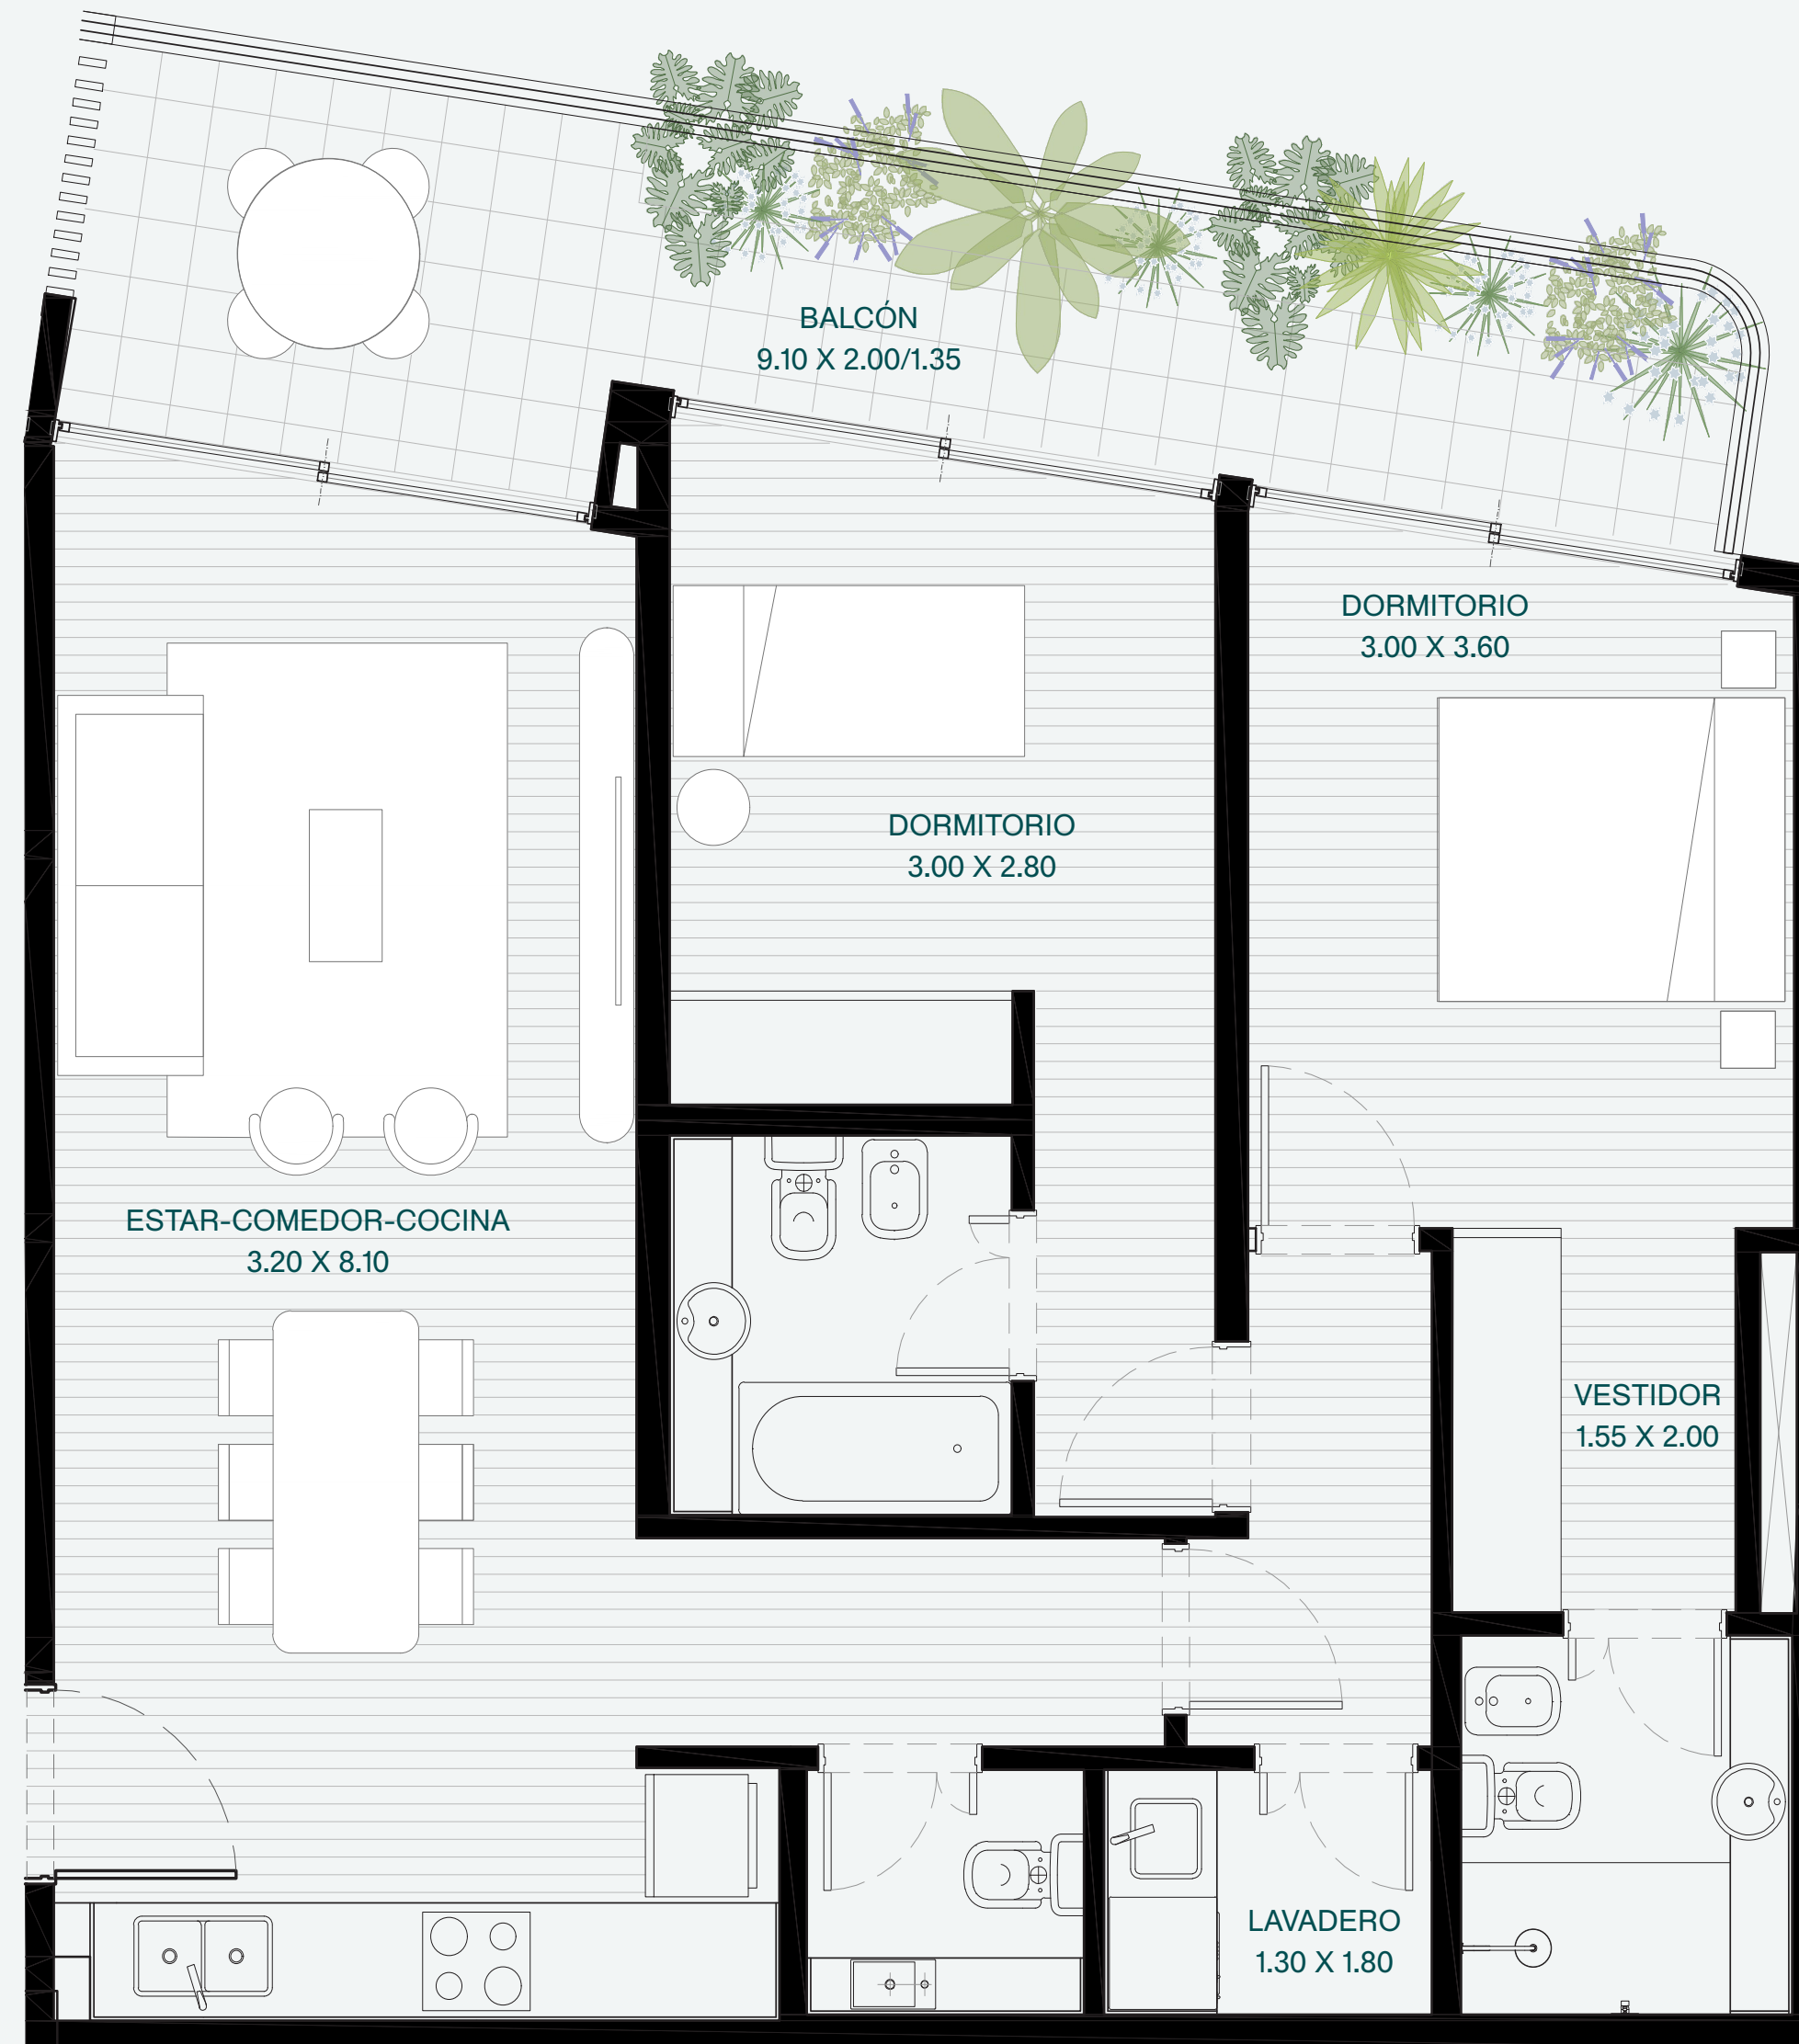 BALCÓN
9.10 X 2.00/1.35
DORMITORIO
3.00 X 3.60
DORMITORIO
3.00 X 2.80
ESTAR-COMEDOR-COCINA
3.20 X 8.10
VESTIDOR
1.55 X 2.00
LAVADERO
1.30 X 1.80